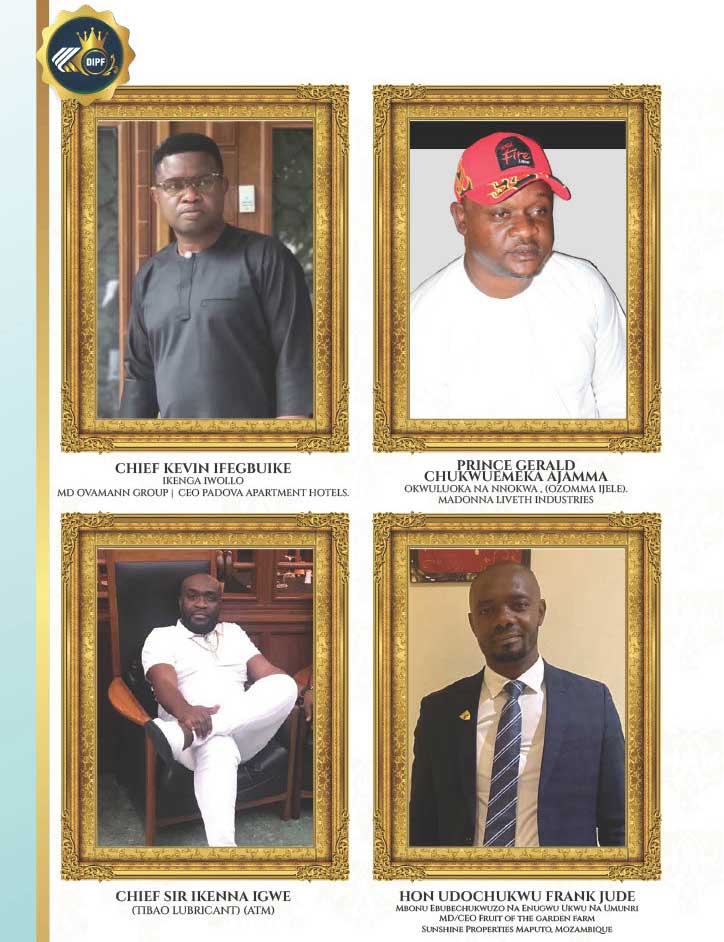 DIPF
Fire
CHIEF KEVIN IFEGBUIKE
IKENGA IWOLLO
MD OVAMANN GROUP | CEO PADOVA APARTMENT HOTELS.
PRINCE GERALD
CHUKWUEMEKA AJAMMA
OKWULUOKA NA NNOKWA , (OZOMMA IJELE).
MADONNA LIVETH INDUSTRIES
CHIEF SIR IKENNA IGWE
(TIBAO LUBRICANT) (ATM)
HON UDOCHUKWU FRANK JUDE
MBONU EBUBECHUKWUZO NA ENUGWU UKWU NA UMUNRI
MD/CEO FRUIT OF THE GARDEN FARM
SUNSHINE PROPERTIES MAPUTO, MOZAMBIQUE